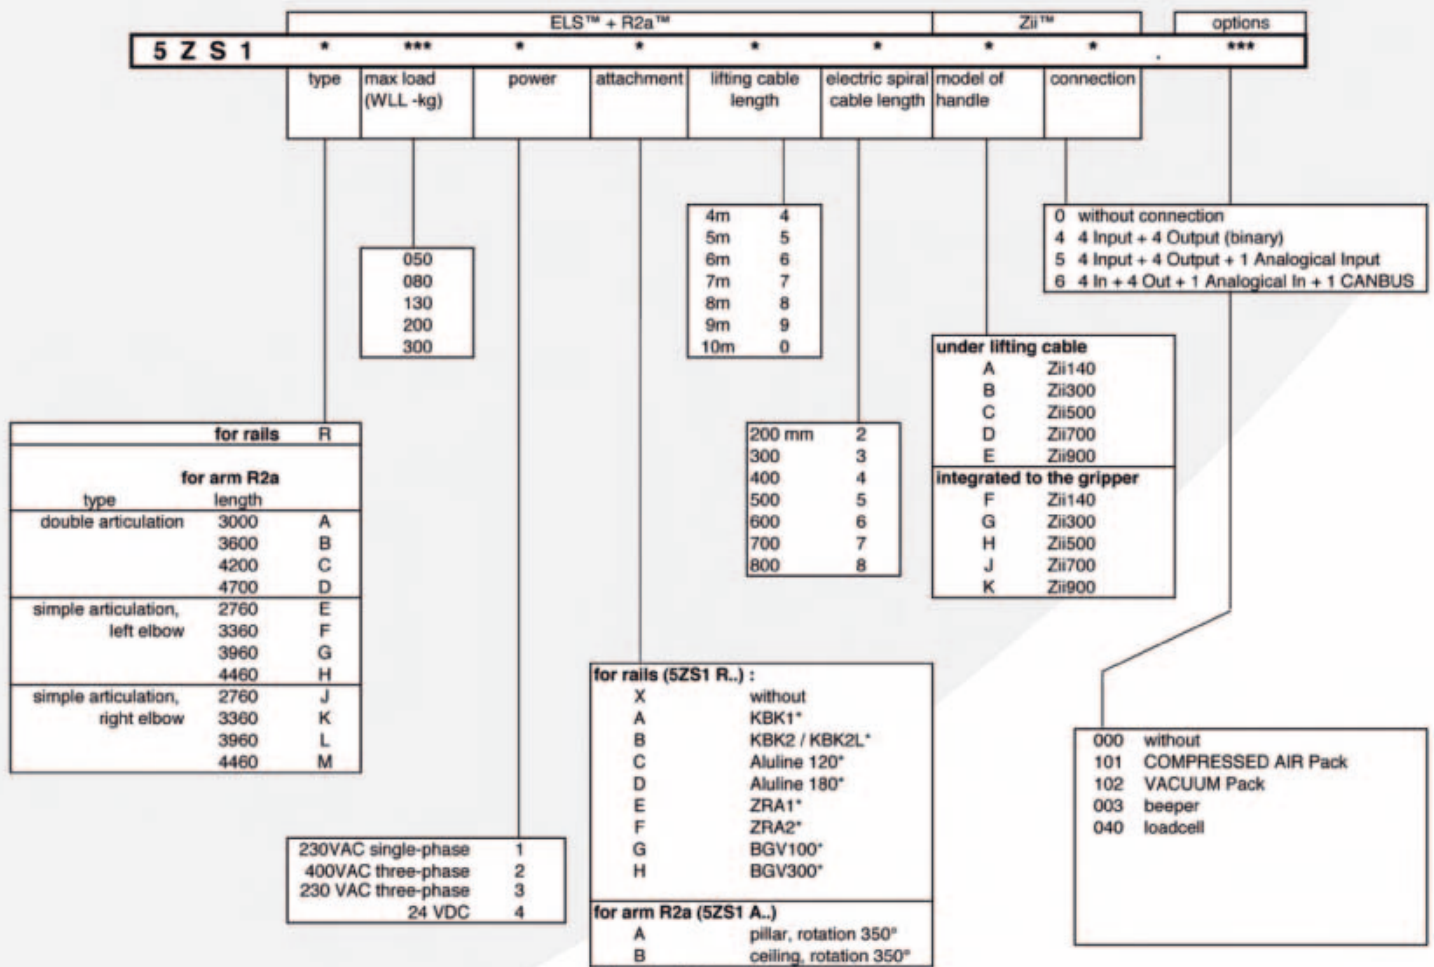 ELS™ + R2a™ Zii™ options
5 Z S 1 * *** * * * * * * . ***
type max load power attachment lifting cable electric spiral model of connection
(WLL -kg) length cable length handle
4m 4
5m 5
6m 6
7m 7
8m 8
9m 9
10m 0
0 without connection
4 4 Input + 4 Output (binary)
5 4 Input + 4 Output + 1 Analogical Input
6 4 In + 4 Out + 1 Analogical In + 1 CANBUS
050
080
130
200
300
under lifting cable
A Zii140
B Zii300
C Zii500
D Zii700
E Zii900
integrated to the gripper
F Zii140
G Zii300
H Zii500
J Zii700
K Zii900
for rails R
for arm R2a
type length
double articulation 3000 A
3600 B
4200 C
4700 D
simple articulation, 2760 E
left elbow 3360 F
3960 G
4460 H
simple articulation, 2760 J
right elbow 3360 K
3960 L
4460 M
200 mm 2
300 3
400 4
500 5
600 6
700 7
800 8
for rails (5ZS1 R..) :
X without
A KBK1*
B KBK2 / KBK2L*
C Aluline 120*
D Aluline 180*
E ZRA1*
F ZRA2*
G BGV100*
H BGV300*
for arm R2a (5ZS1 A..)
A pillar, rotation 350°
B ceiling, rotation 350°
000 without
101 COMPRESSED AIR Pack
102 VACUUM Pack
003 beeper
040 loadcell
230VAC single-phase 1
400VAC three-phase 2
230 VAC three-phase 3
24 VDC 4